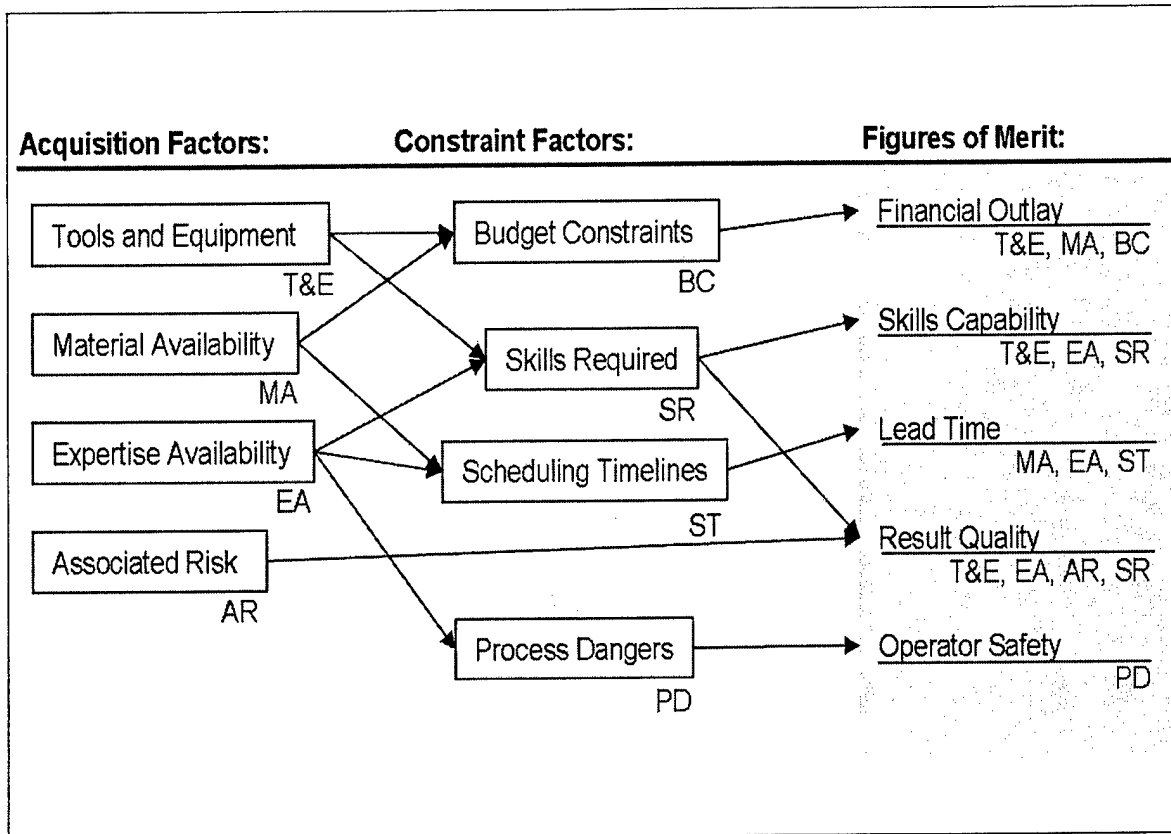 Acquisition Factors: Constraint Factors: Figures of Merit:
Tools and Equipment
T&E
Material Availability
MA
Expertise Availability
EA
Associated Risk
AR
Budget Constraints
BC
Skills Required
SR
Scheduling Timelines
ST
Process Dangers
PD
Financial Outlay
T&E, MA, BC
Skills Capability
T&E, EA, SR
Lead Time
MA, EA, ST
Result Quality
T&E, EA, AR, SR
Operator Safety
PD